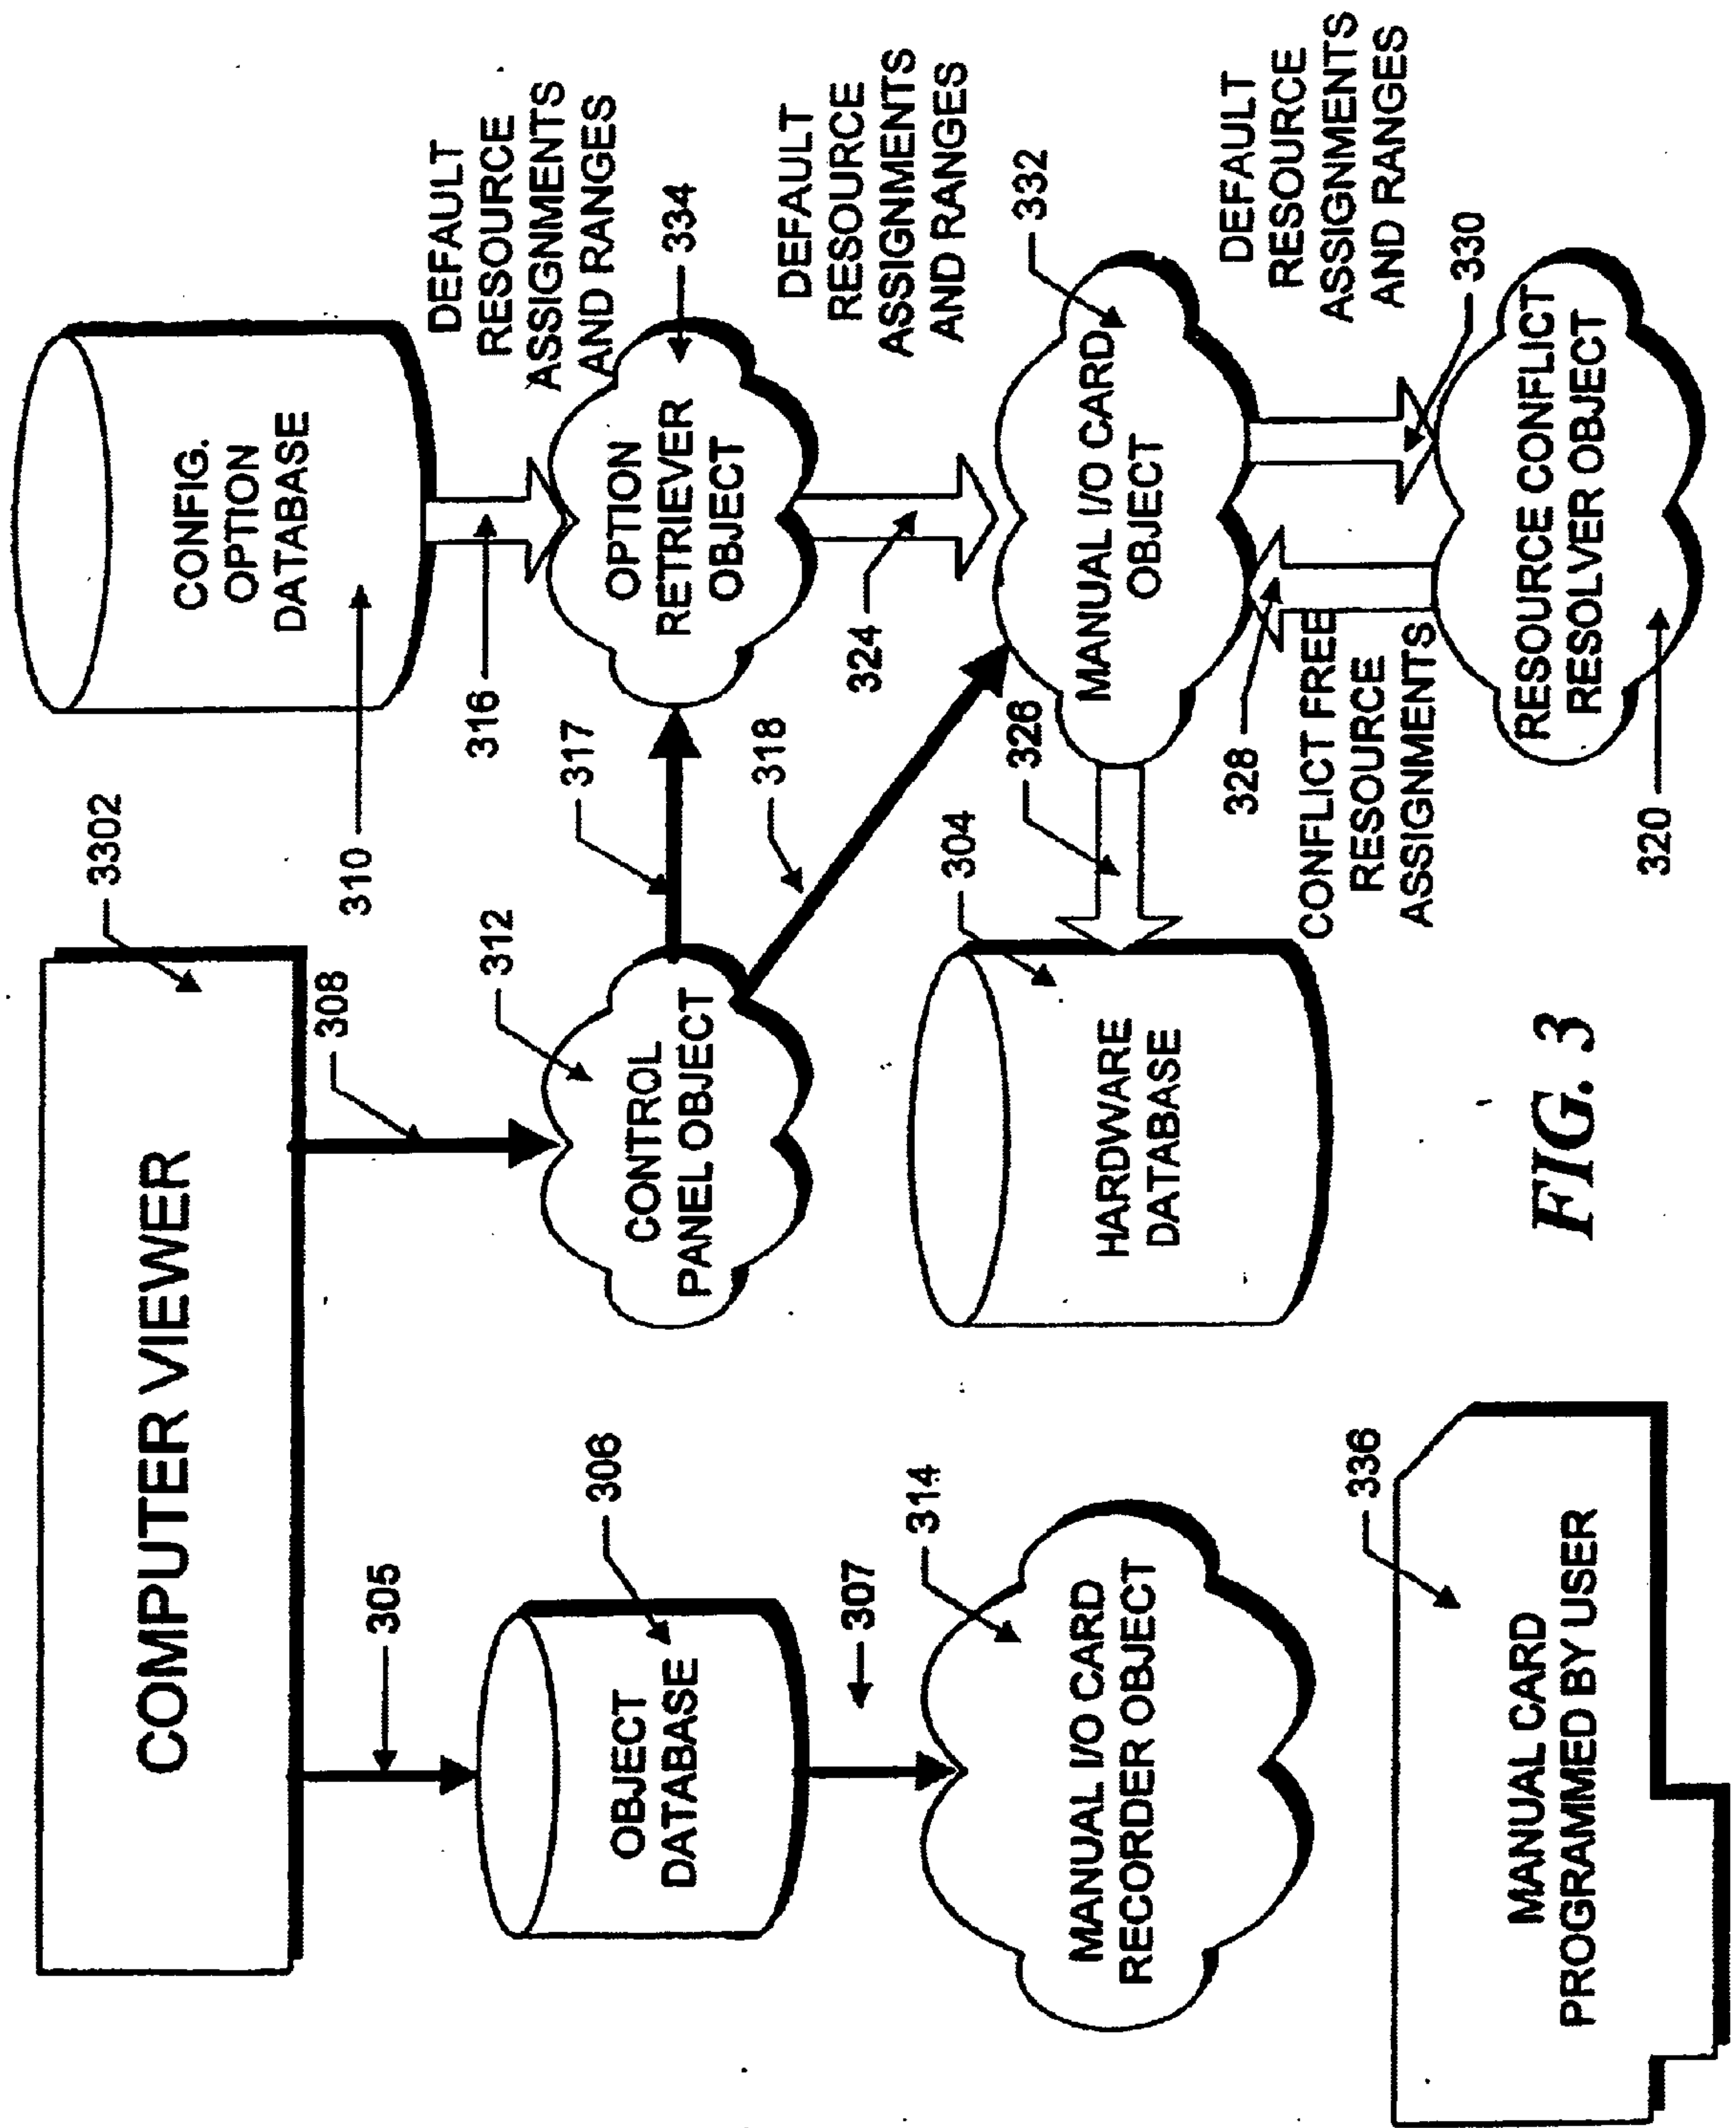 COMPUTER VIEWER
3302
305
308
310
CONFIG.
OPTION
DATABASE
316
DEFAULT
RESOURCE
ASSIGNMENTS
AND RANGES
OBJECT
DATABASE
306
312
CONTROL
PANEL OBJECT
317
318
OPTION
RETRIEVER
OBJECT
334
307
324
DEFAULT
RESOURCE
ASSIGNMENTS
AND RANGES
314
MANUAL I/O CARD
RECORDER OBJECT
304
HARDWARE
DATABASE
326
MANUAL I/O CARD
OBJECT
332
328
CONFLICT FREE
RESOURCE
ASSIGNMENTS
DEFAULT
RESOURCE
ASSIGNMENTS
AND RANGES
330
336
MANUAL CARD
PROGRAMMED BY USER
RESOURCE CONFLICT
RESOLVER OBJECT
320
FIG. 3